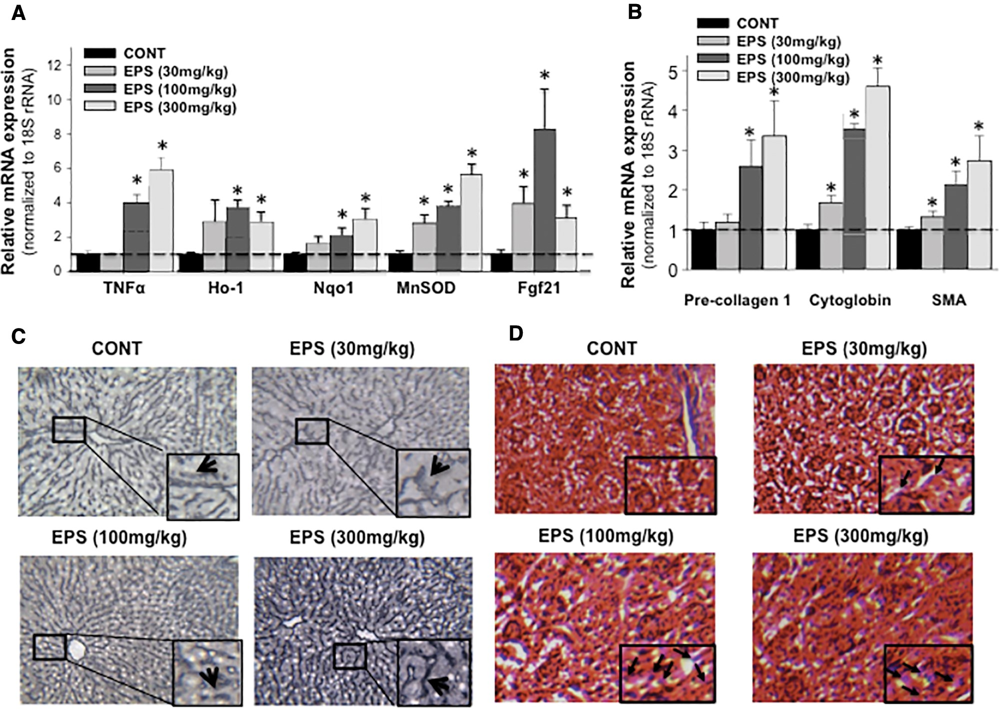 A
Relative mRNA expression
(normalized to 18S rRNA)
CONT
EPS (30mg/kg)
EPS (100mg/kg)
EPS (300mg/kg)
12
10
8
6
4
2
0
* * * * * * * * * * * *
TNFα Ho-1 Nqo1 MnSOD Fgf21
B
Relative mRNA expression
(normalized to 18S rRNA)
CONT
EPS (30mg/kg)
EPS (100mg/kg)
EPS (300mg/kg)
5
4
3
2
1
0
* * * * * * * *
Pre-collagen 1 Cytoglobin SMA
C
CONT EPS (30mg/kg)
EPS (100mg/kg) EPS (300mg/kg)
D
CONT EPS (30mg/kg)
EPS (100mg/kg) EPS (300mg/kg)